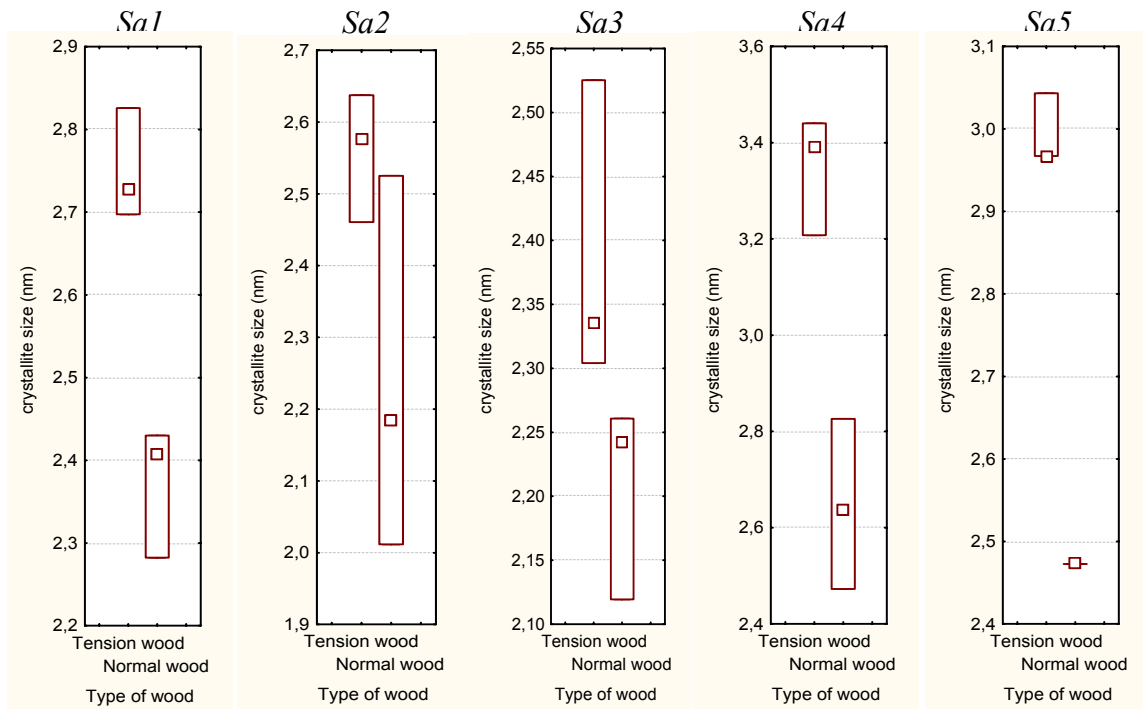 Sa1
2,9
2,8
2,7
2,6
2,5
2,4
2,3
2,2
crystallite size (nm)
Tension wood
Normal wood
Type of wood
Sa2
2,7
2,6
2,5
2,4
2,3
2,2
2,1
2,0
1,9
crystallite size (nm)
Tension wood
Normal wood
Type of wood
Sa3
2,55
2,50
2,45
2,40
2,35
2,30
2,25
2,20
2,15
2,10
crystallite size (nm)
Tension wood
Normal wood
Type of wood
Sa4
3,6
3,4
3,2
3,0
2,8
2,6
2,4
crystallite size (nm)
Tension wood
Normal wood
Type of wood
Sa5
3,1
3,0
2,9
2,8
2,7
2,6
2,5
2,4
crystallite size (nm)
Tension wood
Normal wood
Type of wood